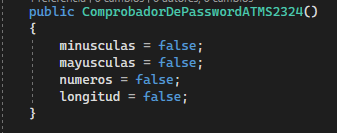 public ComprobadorDePasswordATMS2324()
{
minusculas = false;
mayusculas = false;
numeros = false;
longitud = false;
}